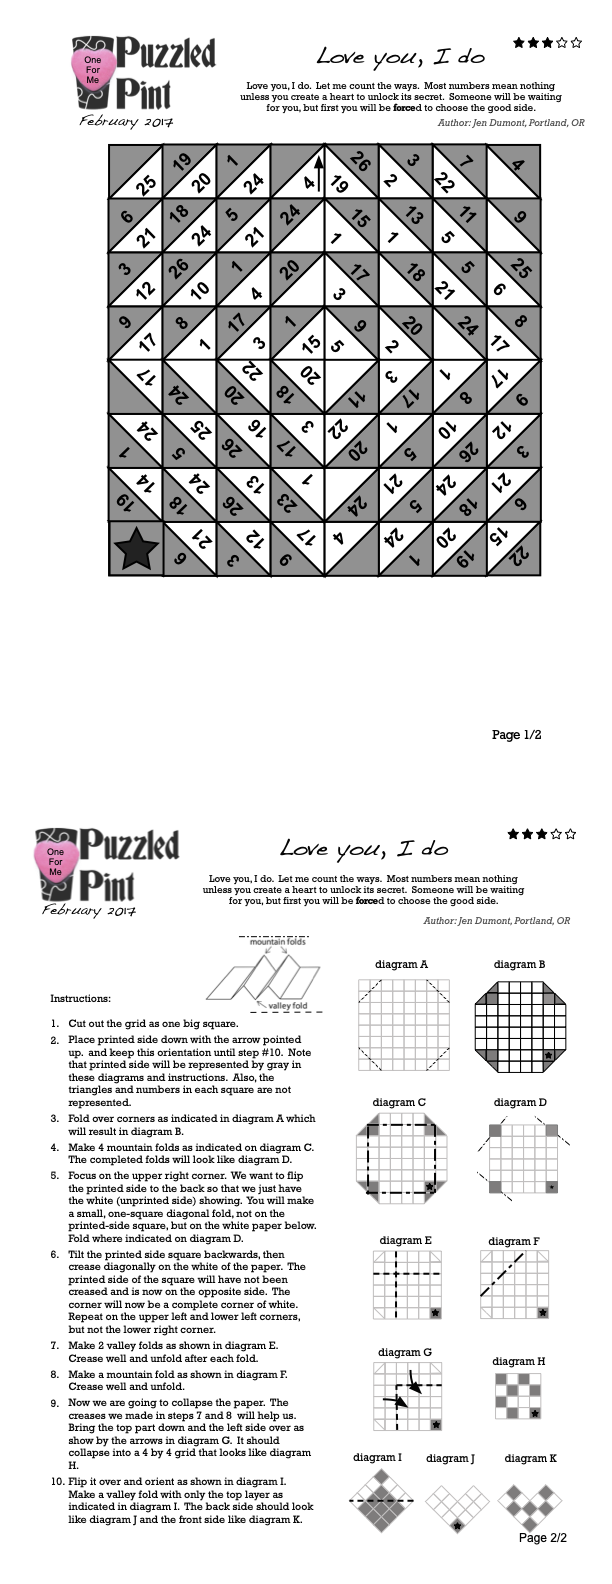 One
For
Me
Puzzled
Pint
February 2017
Love you, I do
Love you, I do. Let me count the ways. Most numbers mean nothing
unless you create a heart to unlock its secret. Someone will be waiting
for you, but first you will be forced to choose the good side.
Author: Jen Dumont, Portland, OR
25 19 20 1 24 4 26 19 3 2 7 22 4
6 21 18 24 5 21 24 15 1 13 1 11 5 9
3 12 26 10 1 4 20 17 3 18 5 21 25 6
9 17 8 1 17 3 1 15 9 5 20 2 24 8 17
17 24 22 20 20 18 11 3 17 1 8 17 9
24 1 25 5 16 26 3 17 22 20 1 5 10 26 12 3
14 19 24 18 13 26 1 23 24 21 5 24 18 21 6
21 6 12 3 17 9 4 24 1 20 19 15 22
Page 1/2
One
For
Me
Puzzled
Pint
February 2017
Love you, I do
Love you, I do. Let me count the ways. Most numbers mean nothing
unless you create a heart to unlock its secret. Someone will be waiting
for you, but first you will be forced to choose the good side.
Author: Jen Dumont, Portland, OR
mountain folds
valley fold
Instructions:
1. Cut out the grid as one big square.
2. Place printed side down with the arrow pointed
up. and keep this orientation until step #10. Note
that printed side will be represented by gray in
these diagrams and instructions. Also, the
triangles and numbers in each square are not
represented.
3. Fold over corners as indicated in diagram A which
will result in diagram B.
4. Make 4 mountain folds as indicated on diagram C.
The completed folds will look like diagram D.
5. Focus on the upper right corner. We want to flip
the printed side to the back so that we just have
the white (unprinted side) showing. You will make
a small, one-square diagonal fold, not on the
printed-side square, but on the white paper below.
Fold where indicated on diagram D.
6. Tilt the printed side square backwards, then
crease diagonally on the white of the paper. The
printed side of the square will have not been
creased and is now on the opposite side. The
corner will now be a complete corner of white.
Repeat on the upper left and lower left corners,
but not the lower right corner.
7. Make 2 valley folds as shown in diagram E.
Crease well and unfold after each fold.
8. Make a mountain fold as shown in diagram F.
Crease well and unfold.
9. Now we are going to collapse the paper. The
creases we made in steps 7 and 8 will help us.
Bring the top part down and the left side over as
show by the arrows in diagram G. It should
collapse into a 4 by 4 grid that looks like diagram
H.
10. Flip it over and orient as shown in diagram I.
Make a valley fold with only the top layer as
indicated in diagram I. The back side should look
like diagram J and the front side like diagram K.
diagram A
diagram B
diagram C
diagram D
diagram E
diagram F
diagram G
diagram H
diagram I
diagram J
diagram K
Page 2/2